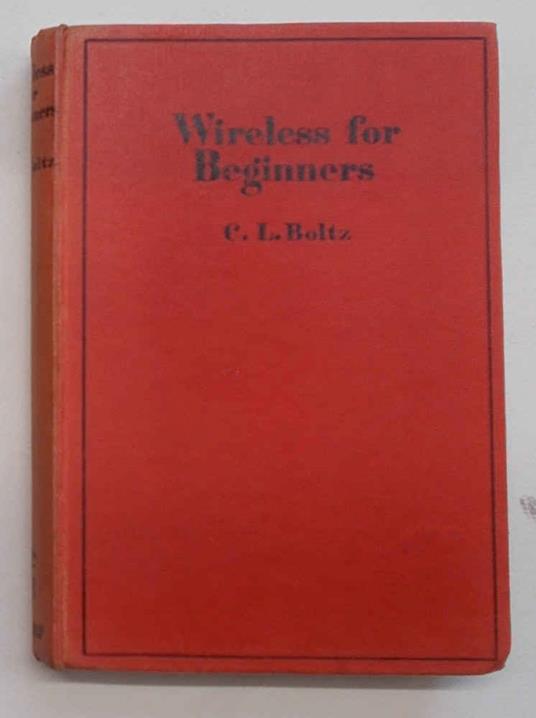 Wireless for
Beginners
C. L. Boltz